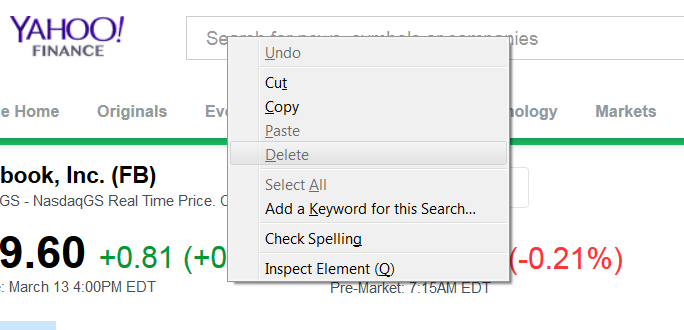 YAHOO!
FINANCE
Search for news, symbols or companies
Undo
Cut
Copy
Paste
Delete
Select All
Add a Keyword for this Search...
Check Spelling
Inspect Element (Q)
e Home Originals Eve nology Markets
book, Inc. (FB)
GS - NasdaqGS Real Time Price. C
9.60 +0.81 (+0 (-0.21%)
e: March 13 4:00PM EDT Pre-Market: 7:15AM EDT